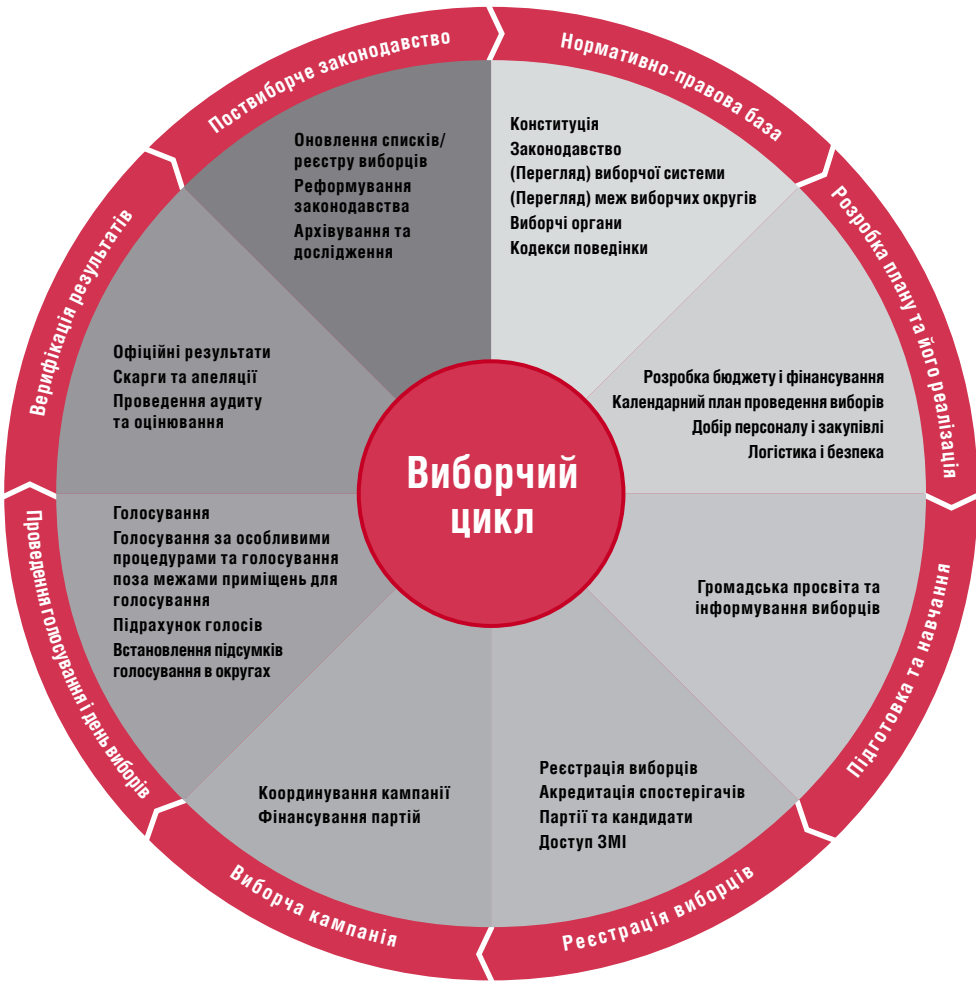 Виборчий
цикл
Нормативно-правова база
Конституція
Законодавство
(Перегляд) виборчої системи
(Перегляд) меж виборчих округів
Виборчі органи
Кодекси поведінки
Розробка плану та його реалізація
Розробка бюджету і фінансування
Календарний план проведення виборів
Добір персоналу і закупівлі
Логістика і безпека
Підготовка та навчання
Громадська просвіта та
інформування виборців
Реєстрація виборців
Реєстрація виборців
Акредитація спостерігачів
Партії та кандидати
Доступ ЗМІ
Виборча кампанія
Координування кампанії
Фінансування партій
Проведення голосування і день виборів
Голосування
Голосування за особливими
процедурами та голосування
поза межами приміщень для
голосування
Підрахунок голосів
Встановлення підсумків
голосування в округах
Верифікація результатів
Офіційні результати
Скарги та апеляції
Проведення аудиту
та оцінювання
Поствиборче законодавство
Оновлення списків/
реєстру виборців
Реформування
законодавства
Архівування та
дослідження